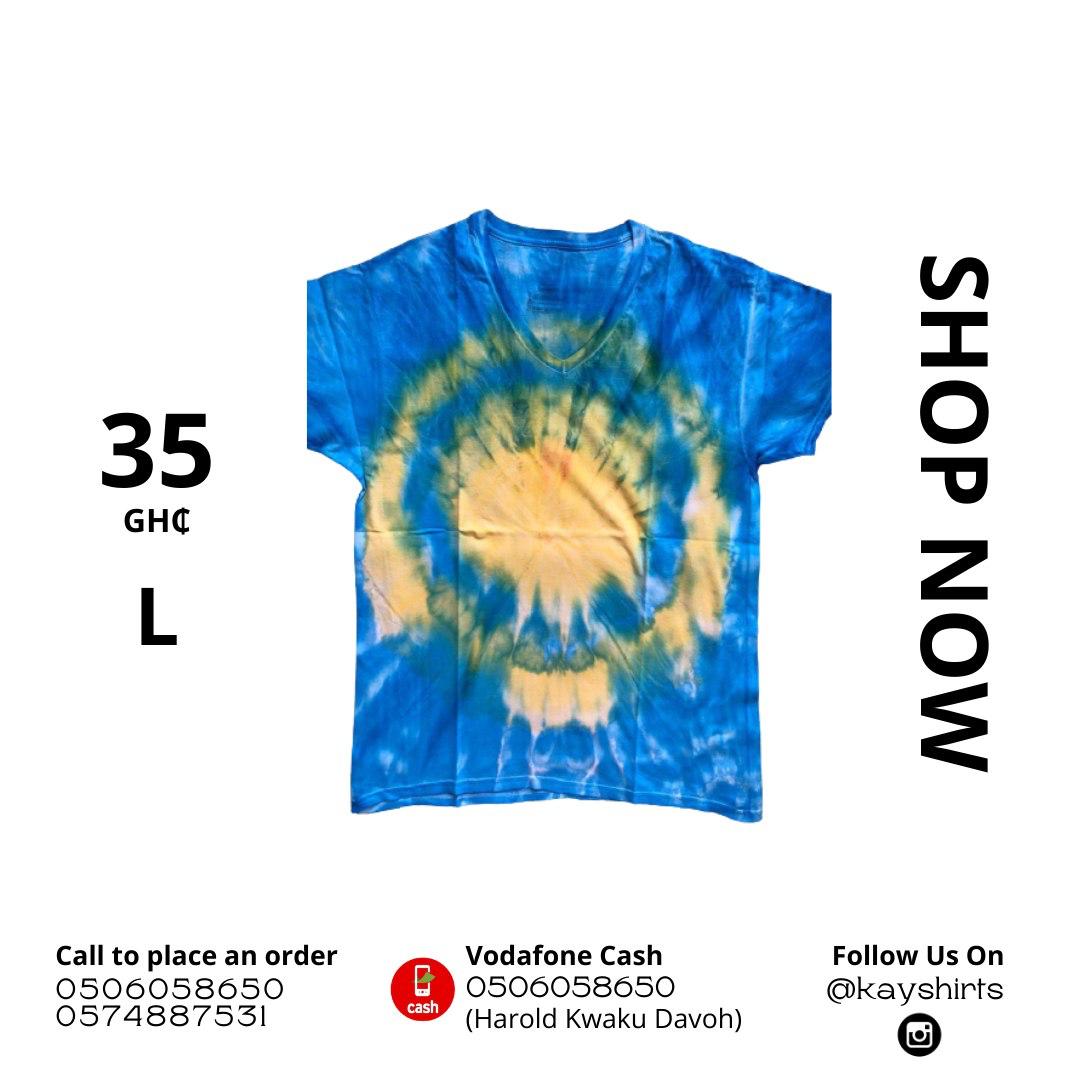 35
GH₵
L
SHOP NOW
Call to place an order
0506058650
0574887531
cash
Vodafone Cash
0506058650
(Harold Kwaku Davoh)
Follow Us On
@kayshirts